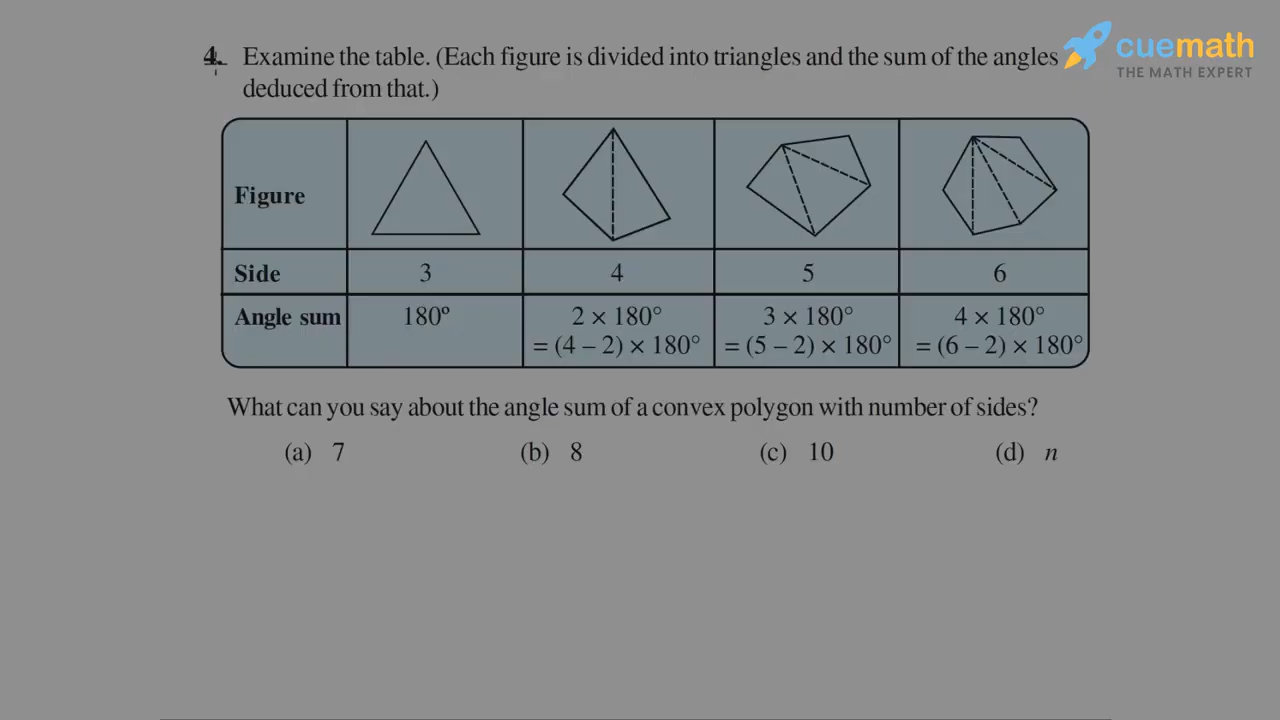 4. Examine the table. (Each figure is divided into triangles and the sum of the angles
deduced from that.)
cuemath
THE MATH EXPERT
Figure
Side 3 4 5 6
Angle sum 180º 2 × 180° 3 × 180° 4 × 180°
= (4 – 2) × 180° = (5 – 2) × 180° = (6 – 2) × 180°
What can you say about the angle sum of a convex polygon with number of sides?
(a) 7 (b) 8 (c) 10 (d) n